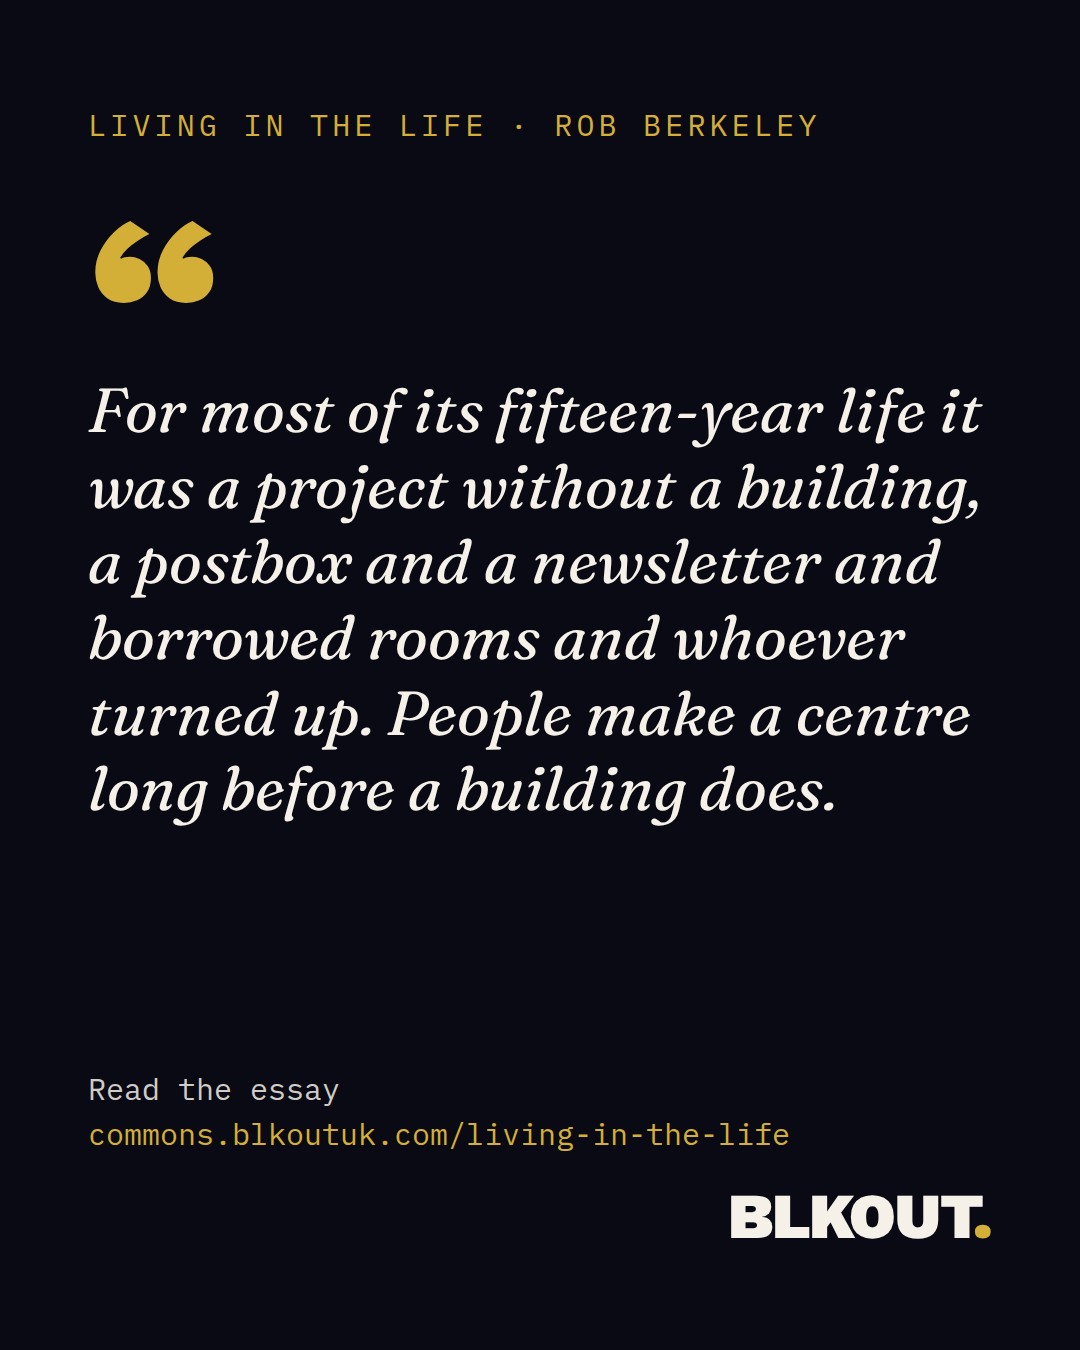 LIVING IN THE LIFE · ROB BERKELEY
“
For most of its fifteen-year life it
was a project without a building,
a postbox and a newsletter and
borrowed rooms and whoever
turned up. People make a centre
long before a building does.
Read the essay
commons.blkoutuk.com/living-in-the-life
BLKOUT.